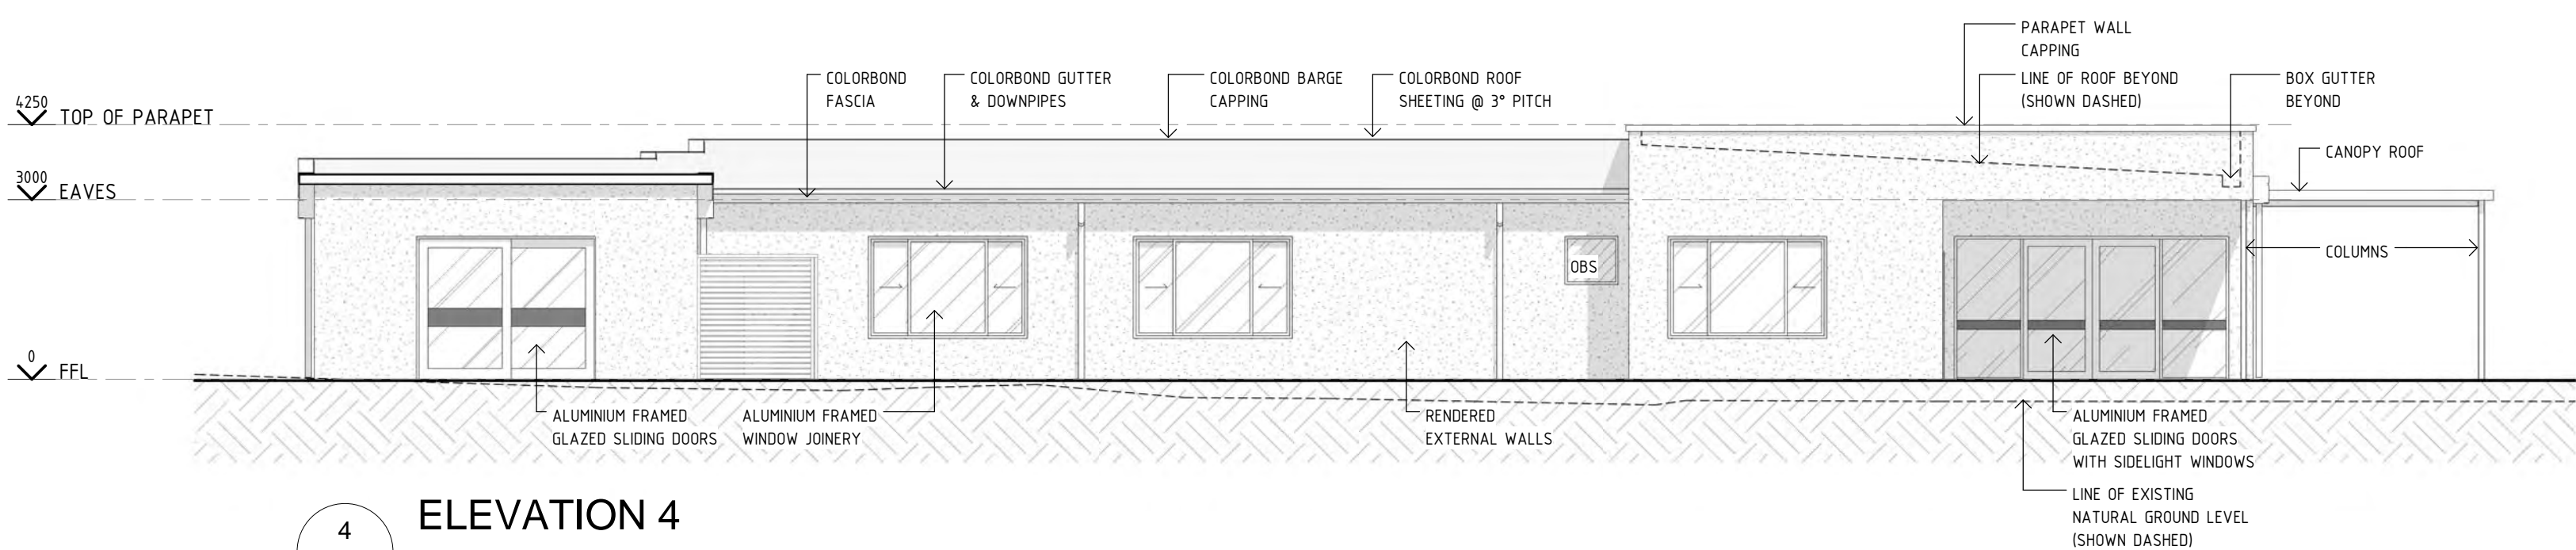 PARAPET WALL
CAPPING
COLORBOND
FASCIA
COLORBOND GUTTER
& DOWNPIPES
COLORBOND BARGE
CAPPING
COLORBOND ROOF
SHEETING @ 3° PITCH
LINE OF ROOF BEYOND
(SHOWN DASHED)
BOX GUTTER
BEYOND
4250
TOP OF PARAPET
CANOPY ROOF
3000
EAVES
COLUMNS
OBS
0
FFL
ALUMINIUM FRAMED
GLAZED SLIDING DOORS
ALUMINIUM FRAMED
WINDOW JOINERY
RENDERED
EXTERNAL WALLS
ALUMINIUM FRAMED
GLAZED SLIDING DOORS
WITH SIDELIGHT WINDOWS
LINE OF EXISTING
NATURAL GROUND LEVEL
(SHOWN DASHED)
4
ELEVATION 4